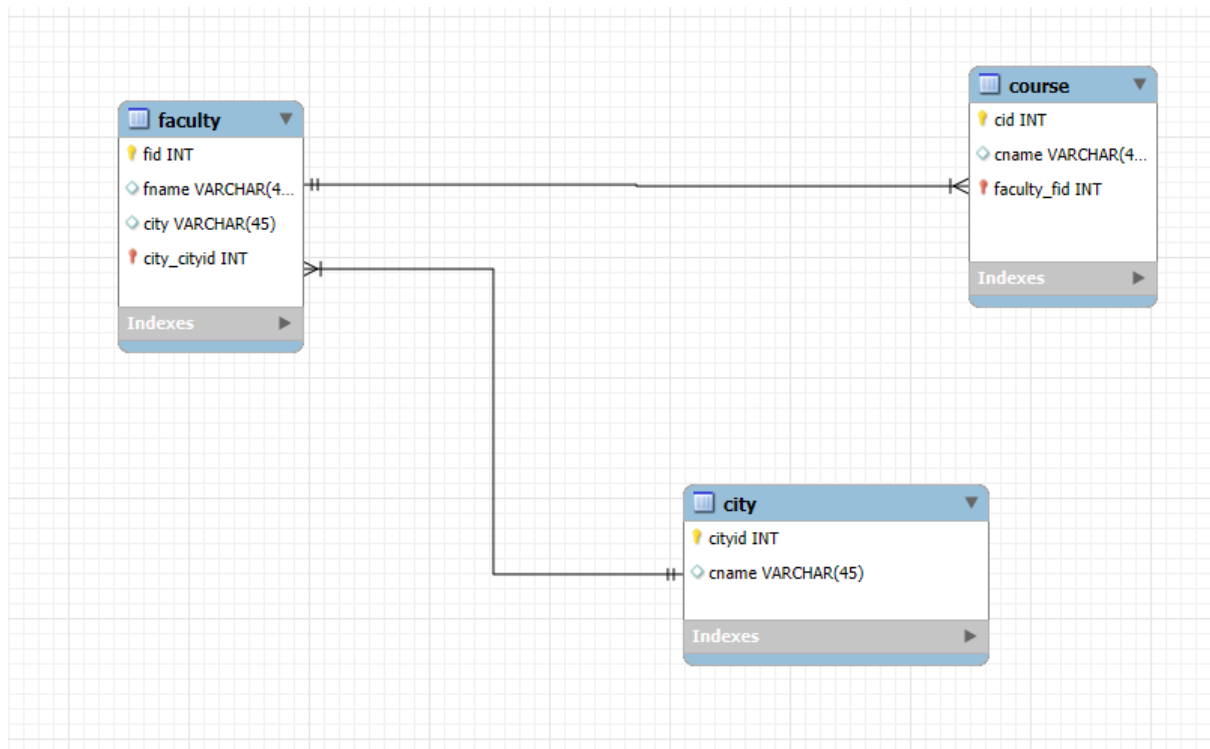 faculty
fid INT
fname VARCHAR(4...
city VARCHAR(45)
city_cityid INT
Indexes
course
cid INT
cname VARCHAR(4...
faculty_fid INT
Indexes
city
cityid INT
cname VARCHAR(45)
Indexes